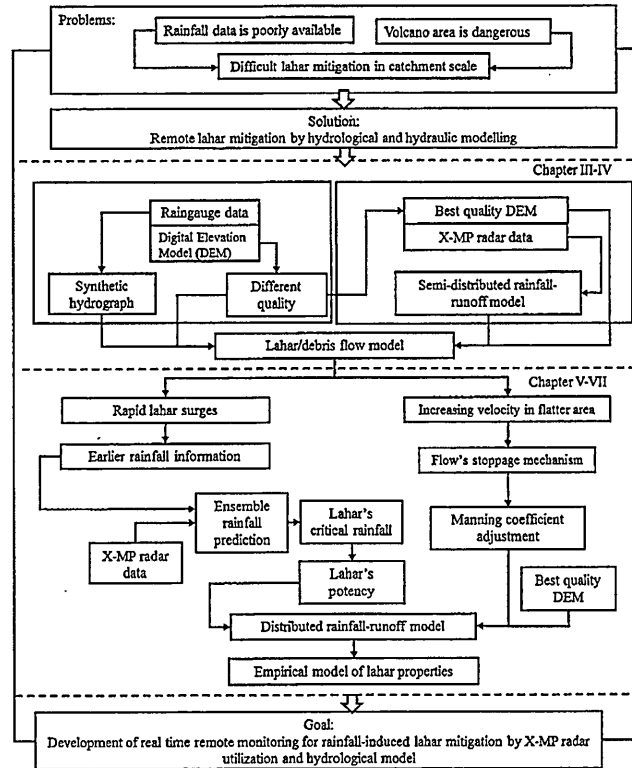 Problems:
Rainfall data is poorly available
Volcano area is dangerous
Difficult lahar mitigation in catchment scale
Solution:
Remote lahar mitigation by hydrological and hydraulic modelling
Chapter III-IV
Raingauge data
Digital Elevation
Model (DEM)
Synthetic
hydrograph
Different
quality
Best quality DEM
X-MP radar data
Semi-distributed rainfall-
runoff model
Lahar/debris flow model
Chapter V-VII
Rapid lahar surges
Increasing velocity in flatter area
Earlier rainfall information
Flow's stoppage mechanism
Ensemble
rainfall
prediction
Lahar's
critical rainfall
Manning coefficient
adjustment
X-MP radar
data
Lahar's
potency
Best quality
DEM
Distributed rainfall-runoff model
Empirical model of lahar properties
Goal:
Development of real time remote monitoring for rainfall-induced lahar mitigation by X-MP radar
utilization and hydrological model